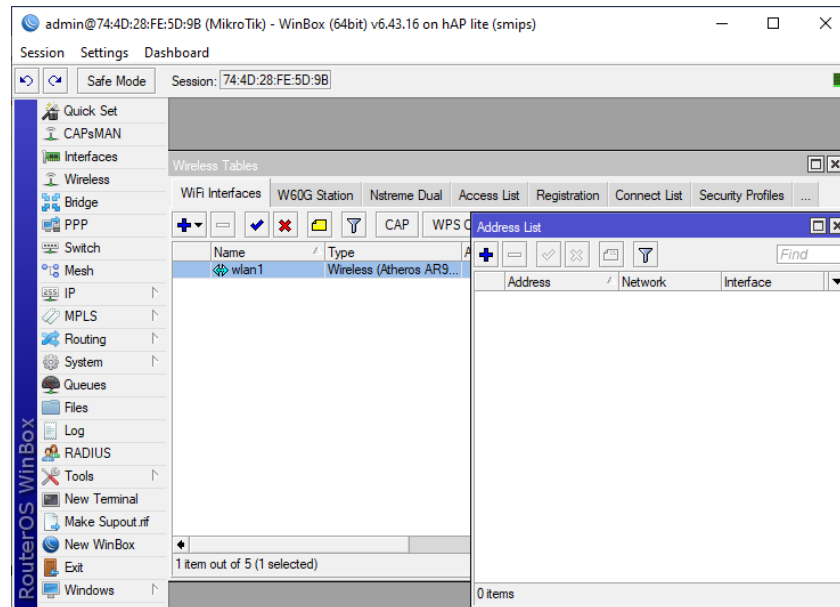 admin@74:4D:28:FE:5D:9B (MikroTik) - WinBox (64bit) v6.43.16 on hAP lite (smips)
Session Settings Dashboard
Safe Mode Session: 74:4D:28:FE:5D:9B
Quick Set
CAPsMAN
Interfaces
Wireless
Bridge
PPP
Switch
Mesh
IP
MPLS
Routing
System
Queues
Files
Log
RADIUS
Tools
New Terminal
Make Supout.rif
New WinBox
Exit
Windows
RouterOS WinBox
Wireless Tables
WiFi Interfaces W60G Station Nstreme Dual Access List Registration Connect List Security Profiles ...
CAP WPS C
Name Type A
wlan1 Wireless (Atheros AR9...
1 item out of 5 (1 selected)
Address List
Find
Address Network Interface
0 items